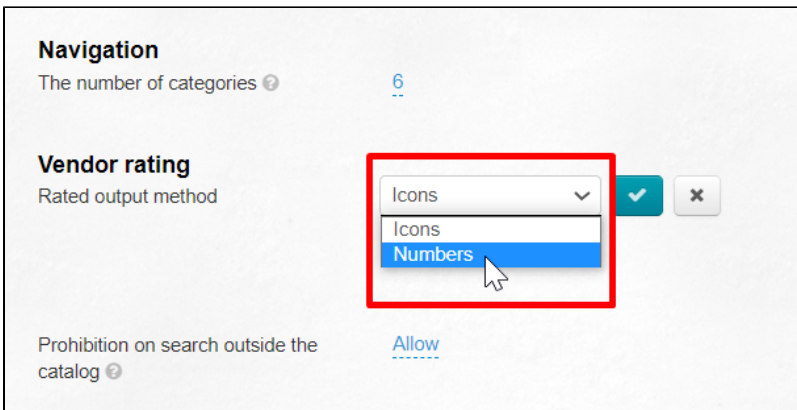 Navigation
The number of categories
6
Vendor rating
Rated output method
Icons
Icons
Numbers
Prohibition on search outside the
catalog
Allow